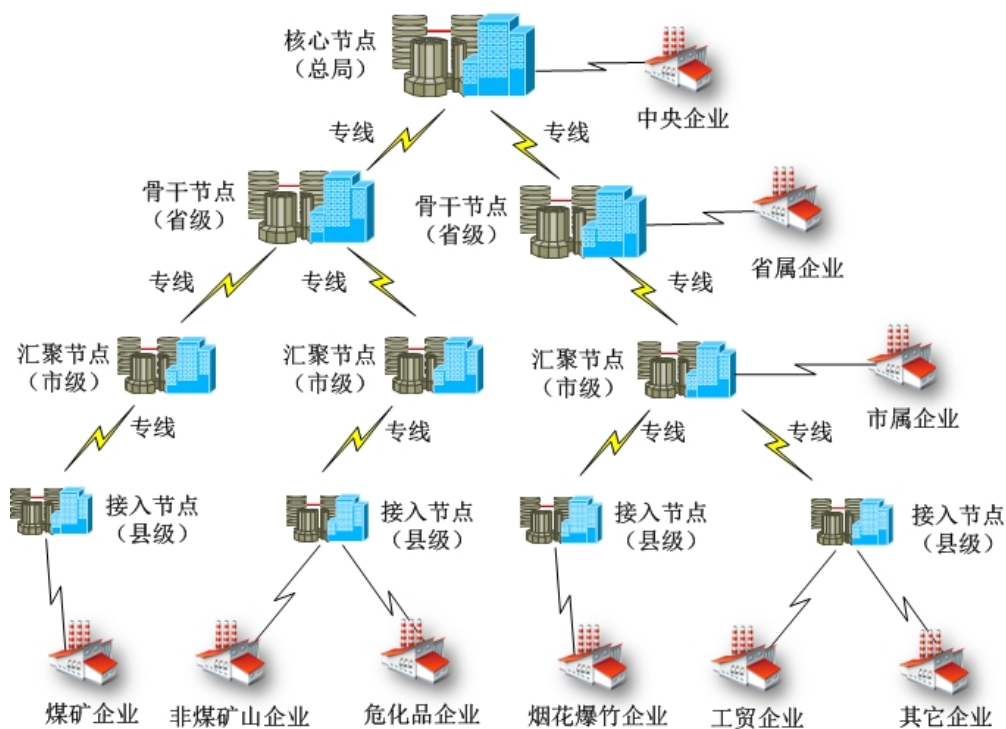 核心节点
（总局）
中央企业
专线
专线
骨干节点
（省级）
骨干节点
（省级）
省属企业
专线
专线
专线
汇聚节点
（市级）
汇聚节点
（市级）
汇聚节点
（市级）
市属企业
专线
专线
专线
专线
接入节点
（县级）
接入节点
（县级）
接入节点
（县级）
接入节点
（县级）
煤矿企业
非煤矿山企业
危化品企业
烟花爆竹企业
工贸企业
其它企业